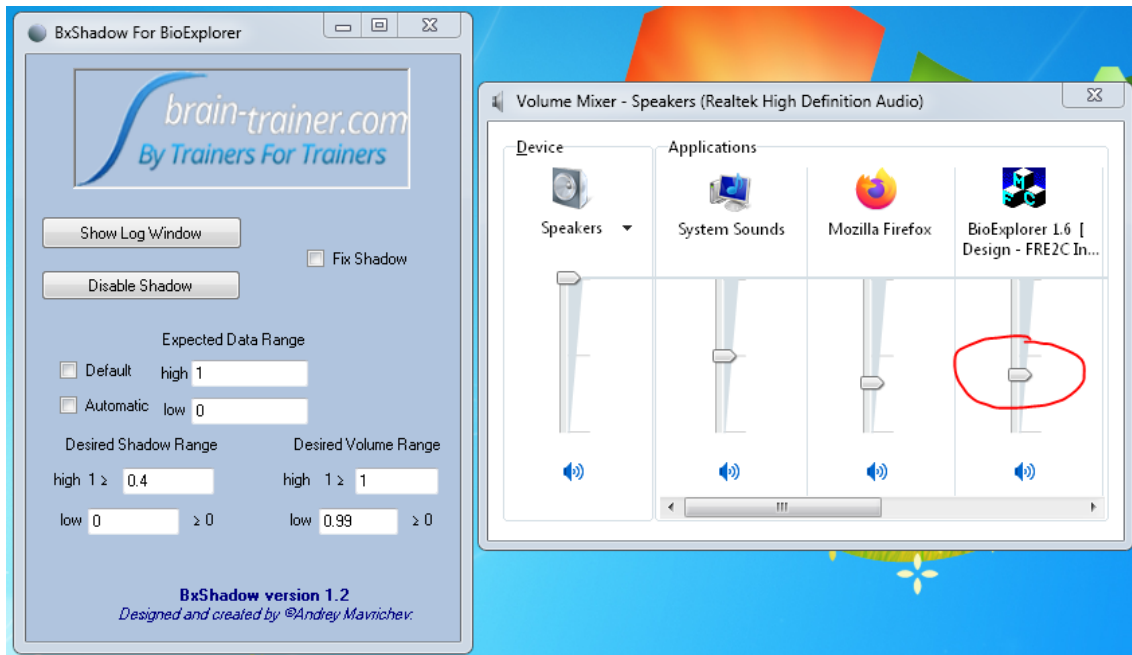 BxShadow For BioExplorer
brain-trainer.com
By Trainers For Trainers
Show Log Window
Fix Shadow
Disable Shadow
Expected Data Range
Default high 1
Automatic low 0
Desired Shadow Range Desired Volume Range
high 1 ≥ 0.4 high 1 ≥ 1
low 0 ≥ 0 low 0.99 ≥ 0
BxShadow version 1.2
Designed and created by ©Andrey Mavrichev.
Volume Mixer - Speakers (Realtek High Definition Audio)
Device Applications
MFC
Speakers System Sounds Mozilla Firefox BioExplorer 1.6 [
Design - FRE2C In...